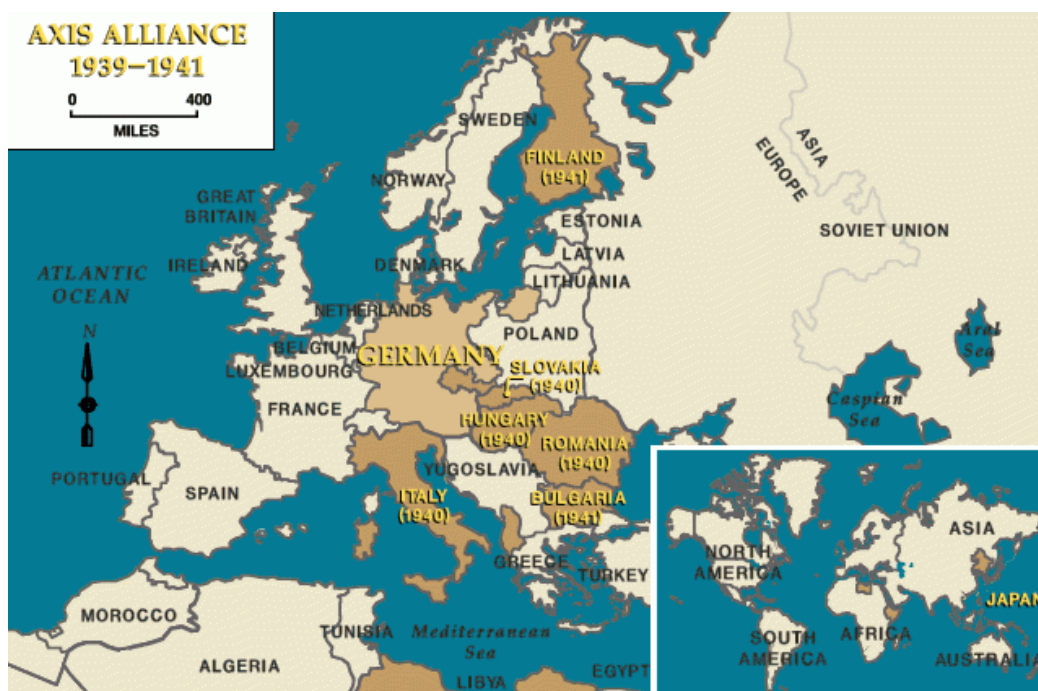 AXIS ALLIANCE
1939–1941
0 400
MILES
SWEDEN
FINLAND
(1941)
NORWAY
GREAT
BRITAIN
ASIA
EUROPE
ESTONIA
SOVIET UNION
LATVIA
IRELAND
DENMARK
LITHUANIA
ATLANTIC
OCEAN
NETHERLANDS
N
POLAND
Aral
Sea
BELGIUM
GERMANY
LUXEMBOURG
SLOVAKIA
(1940)
Caspian
Sea
FRANCE
HUNGARY
(1940)
ROMANIA
(1940)
YUGOSLAVIA
PORTUGAL
SPAIN
ITALY
(1940)
BULGARIA
(1941)
GREECE
TURKEY
MOROCCO
TUNISIA
Mediterranean
Sea
ALGERIA
LIBYA
EGYPT
ASIA
NORTH
AMERICA
JAPAN
SOUTH
AMERICA
AFRICA
AUSTRALIA